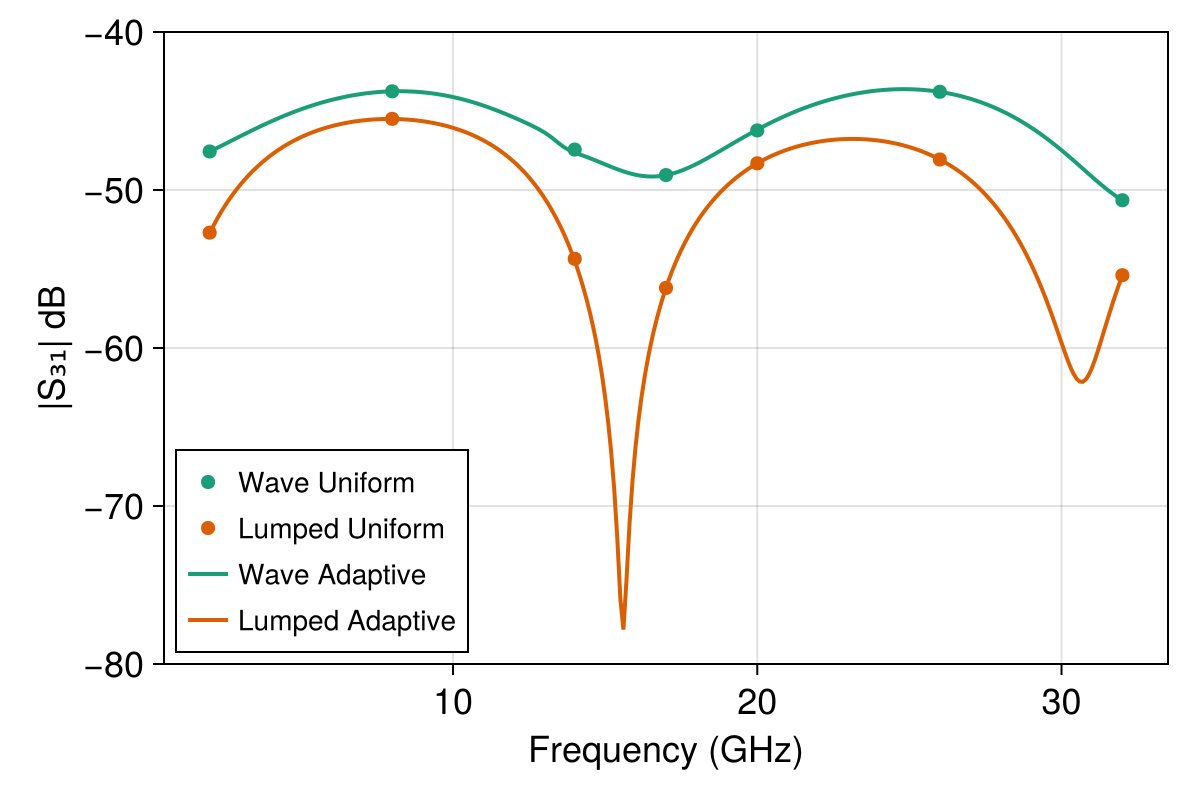 −40
−50
−60
−70
−80
|S₃₁| dB
Wave Uniform
Lumped Uniform
Wave Adaptive
Lumped Adaptive
10 20 30
Frequency (GHz)